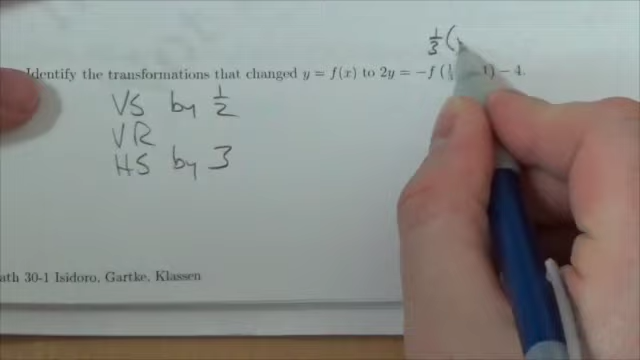 1/3 (
Identify the transformations that changed y = f(x) to 2y = −f (1/3 − 1) − 4.
VS by 1/2
VR
HS by 3
ath 30-1 Isidoro, Gartke, Klassen